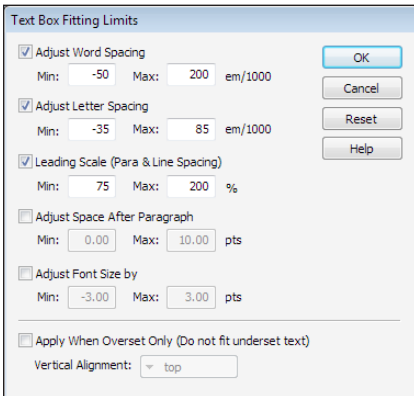 Text Box Fitting Limits
Adjust Word Spacing
Min: -50 Max: 200 em/1000
Adjust Letter Spacing
Min: -35 Max: 85 em/1000
Leading Scale (Para & Line Spacing)
Min: 75 Max: 200 %
Adjust Space After Paragraph
Min: 0.00 Max: 10.00 pts
Adjust Font Size by
Min: -3.00 Max: 3.00 pts
Apply When Overset Only (Do not fit underset text)
Vertical Alignment: top
OK
Cancel
Reset
Help